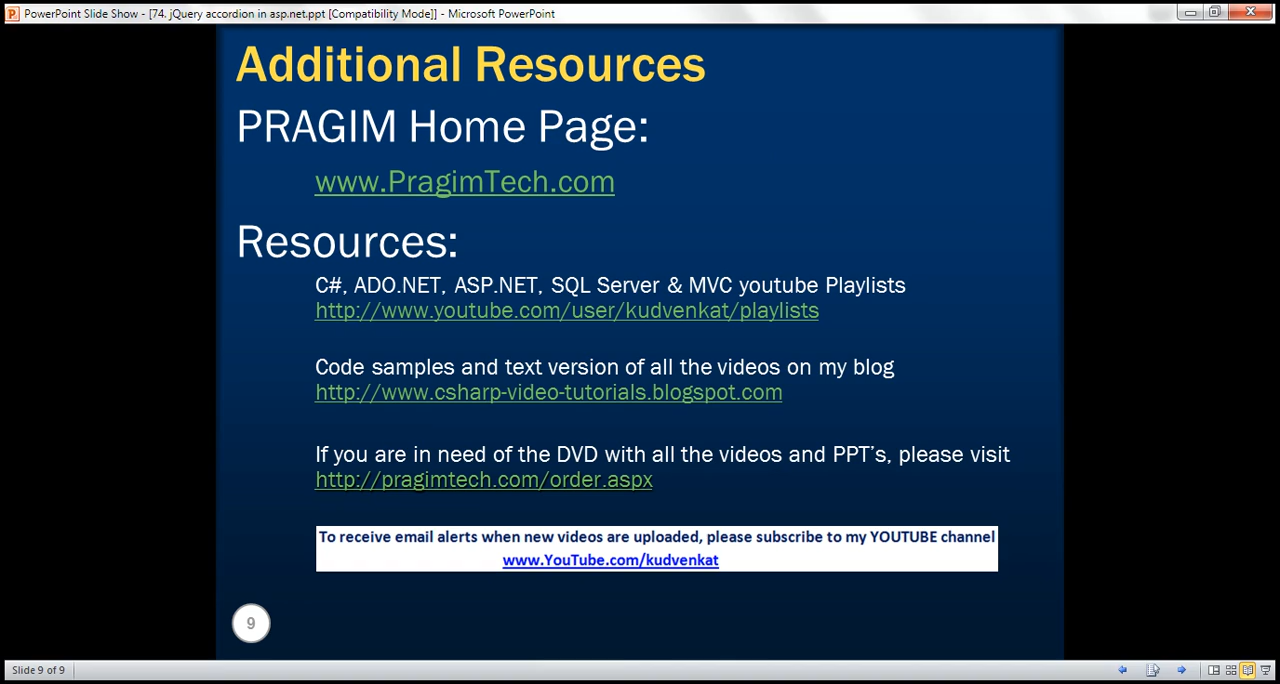 PowerPoint Slide Show - [74. jQuery accordion in asp.net.ppt [Compatibility Mode]] - Microsoft PowerPoint
Additional Resources
PRAGIM Home Page:
www.PragimTech.com
Resources:
C#, ADO.NET, ASP.NET, SQL Server & MVC youtube Playlists
http://www.youtube.com/user/kudvenkat/playlists
Code samples and text version of all the videos on my blog
http://www.csharp-video-tutorials.blogspot.com
If you are in need of the DVD with all the videos and PPT's, please visit
http://pragimtech.com/order.aspx
To receive email alerts when new videos are uploaded, please subscribe to my YOUTUBE channel
www.YouTube.com/kudvenkat
9
Slide 9 of 9